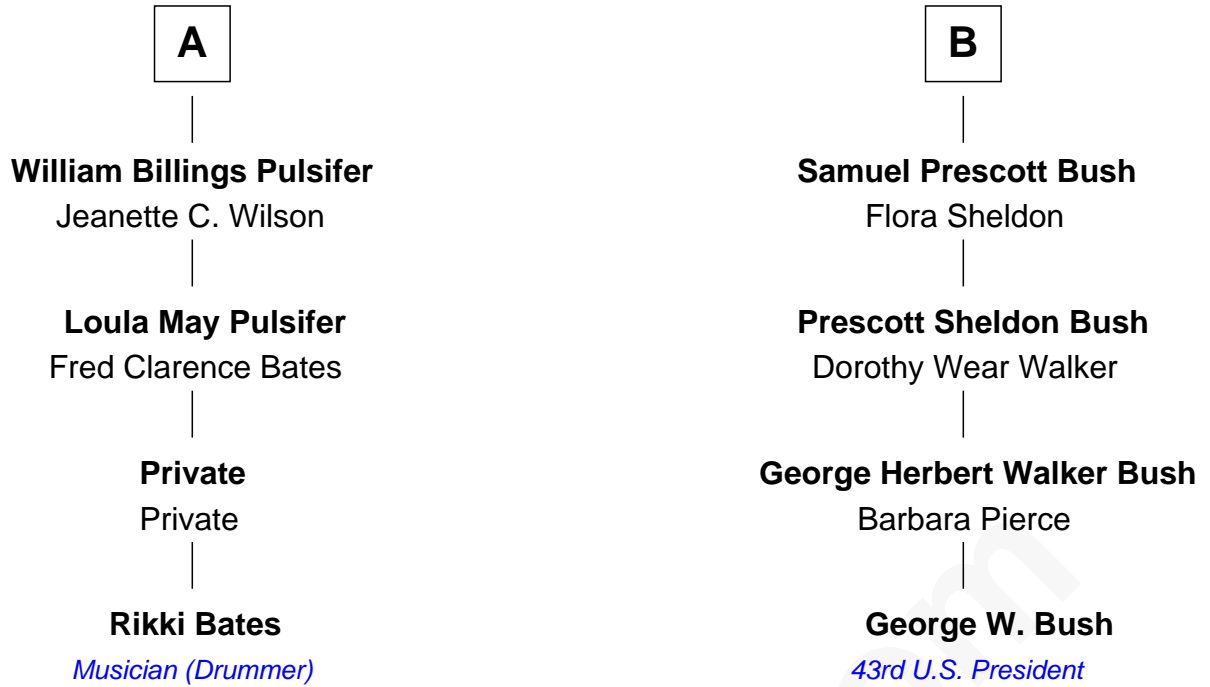 A
B
William Billings Pulsifer
Jeanette C. Wilson
Samuel Prescott Bush
Flora Sheldon
Loula May Pulsifer
Fred Clarence Bates
Prescott Sheldon Bush
Dorothy Wear Walker
Private
Private
George Herbert Walker Bush
Barbara Pierce
Rikki Bates
Musician (Drummer)
George W. Bush
43rd U.S. President